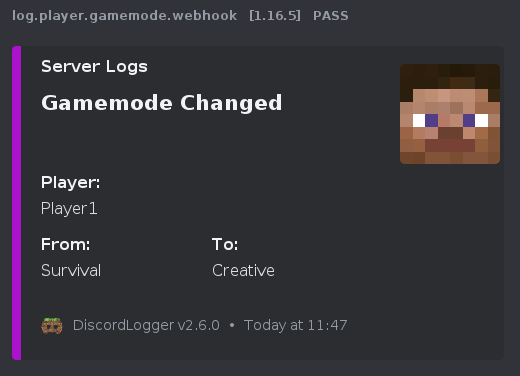 log.player.gamemode.webhook [1.16.5] PASS
Server Logs
Gamemode Changed
Player:
Player1
From: To:
Survival Creative
DiscordLogger v2.6.0 • Today at 11:47